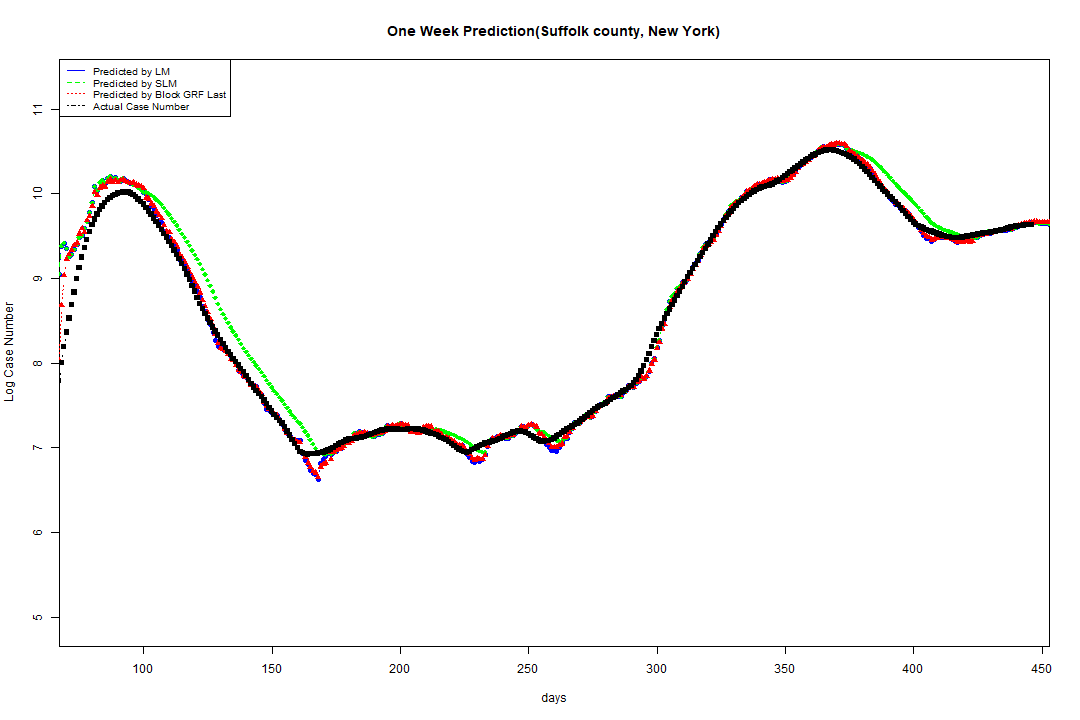 One Week Prediction(Suffolk county, New York)
Predicted by LM
Predicted by SLM
Predicted by Block GRF Last
Actual Case Number
11
10
9
8
7
6
5
Log Case Number
100 150 200 250 300 350 400 450
days